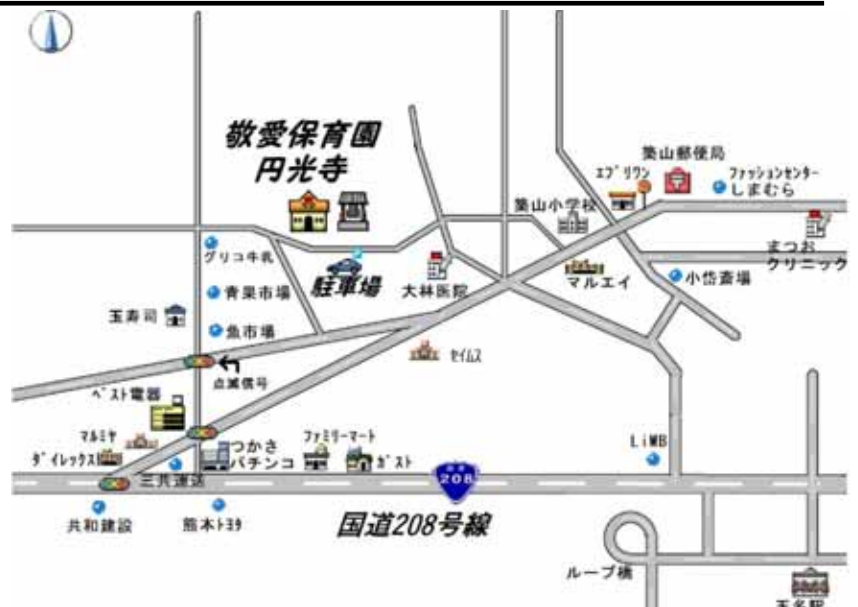 敬愛保育園
円光寺
築山郵便局
エブリワン
ファッションセンター
しまむら
築山小学校
まつお
クリニック
グリコ牛乳
駐車場
大林医院
マルエイ
小岱斎場
青果市場
玉寿司
魚市場
セイムス
点滅信号
ベスト電器
マルミヤ
ダイレックス
つかさ
パチンコ
ファミリーマート
ガスト
LiMB
国道
208
三共運送
共和建設
熊本トヨタ
国道208号線
ループ橋
玉名駅